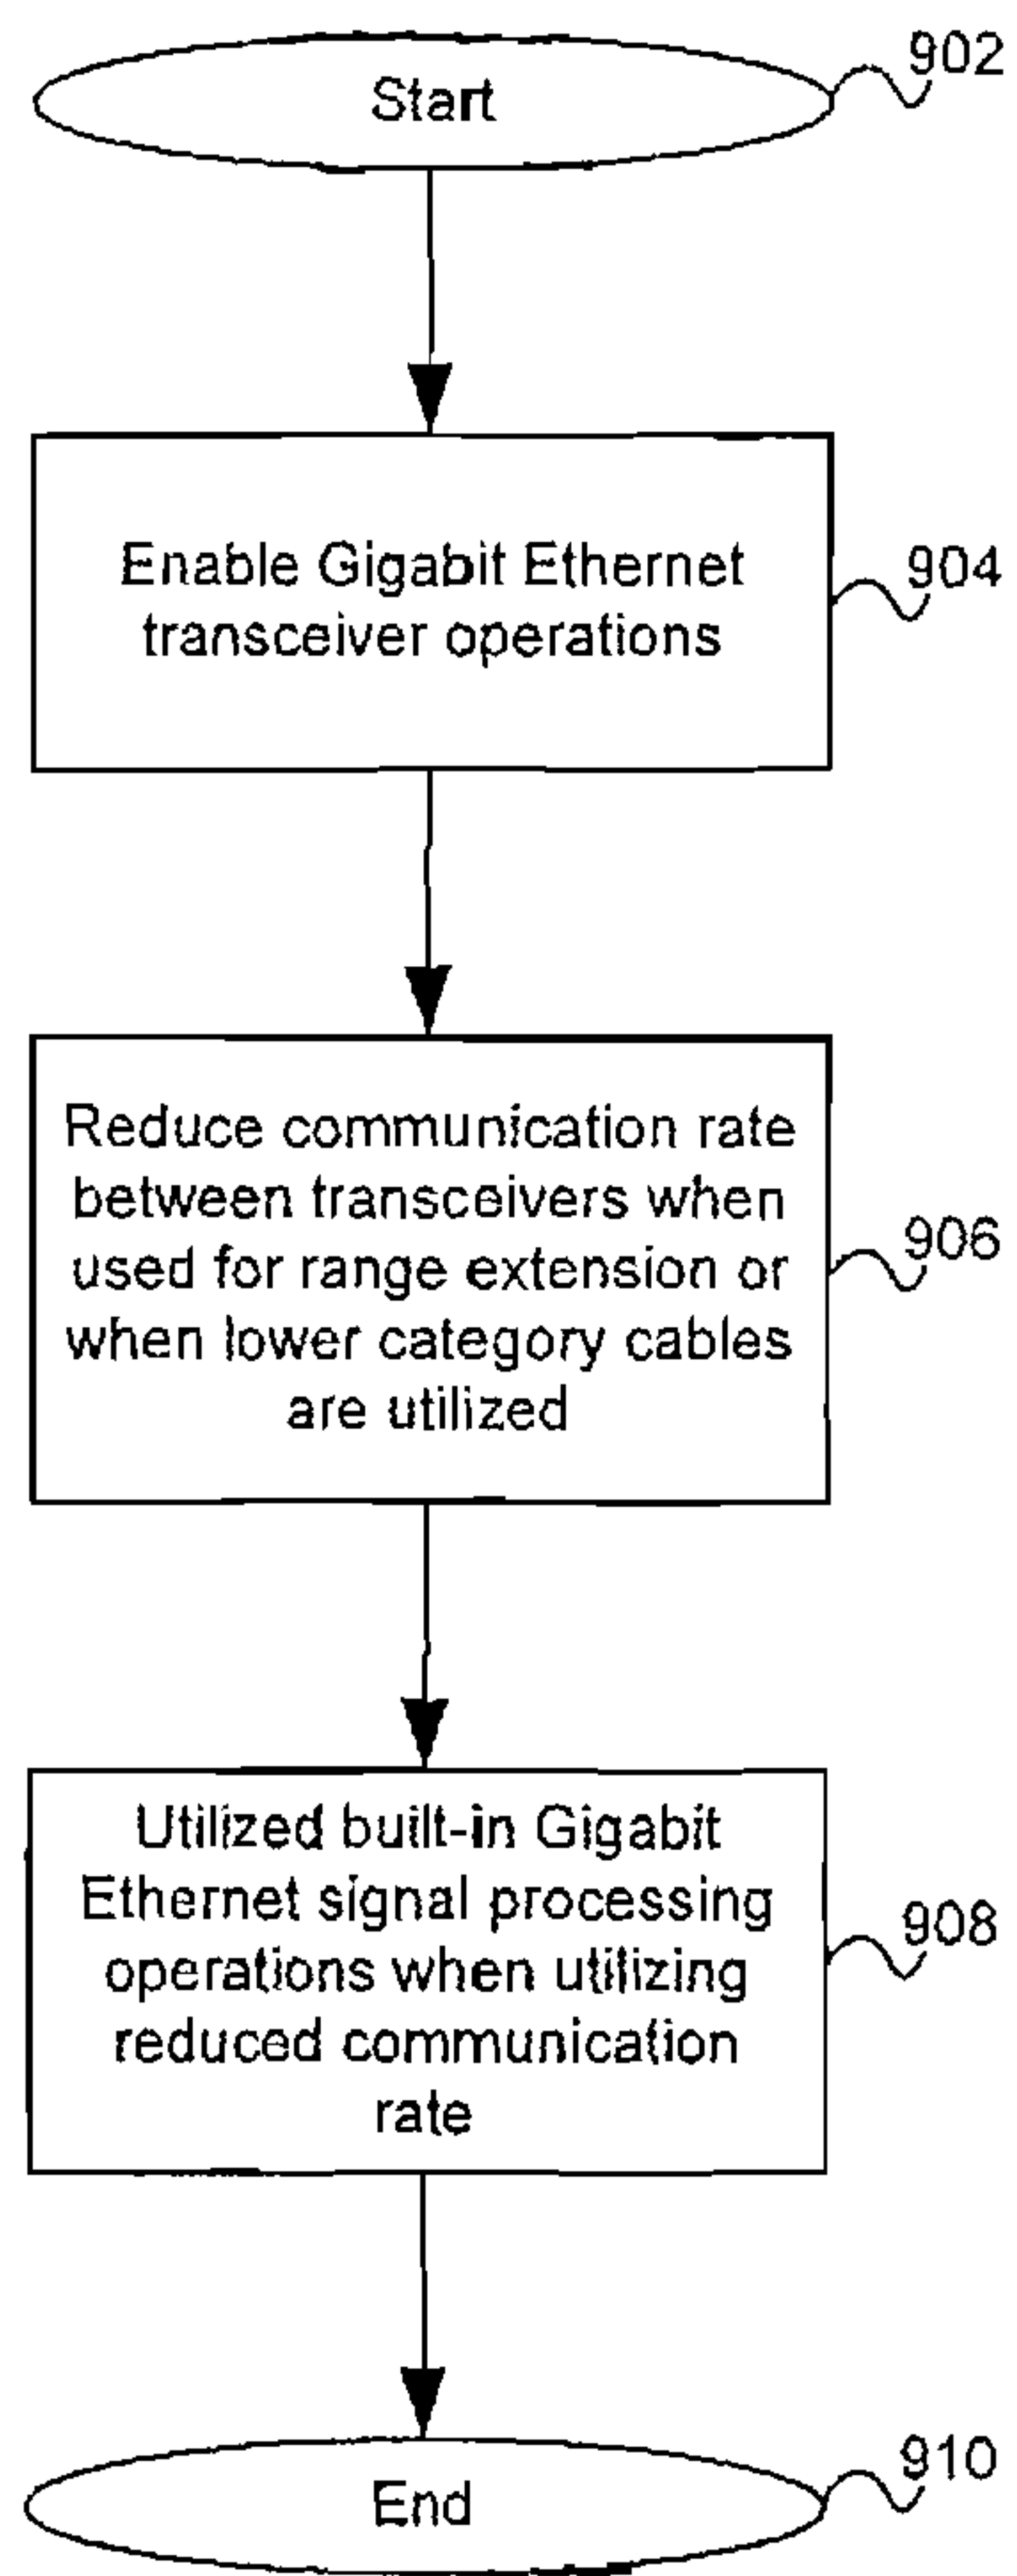 902
Start
Enable Gigabit Ethernet
transceiver operations
904
Reduce communication rate
between transceivers when
used for range extension or
when lower category cables
are utilized
906
Utilized built-in Gigabit
Ethernet signal processing
operations when utilizing
reduced communication
rate
908
End
910